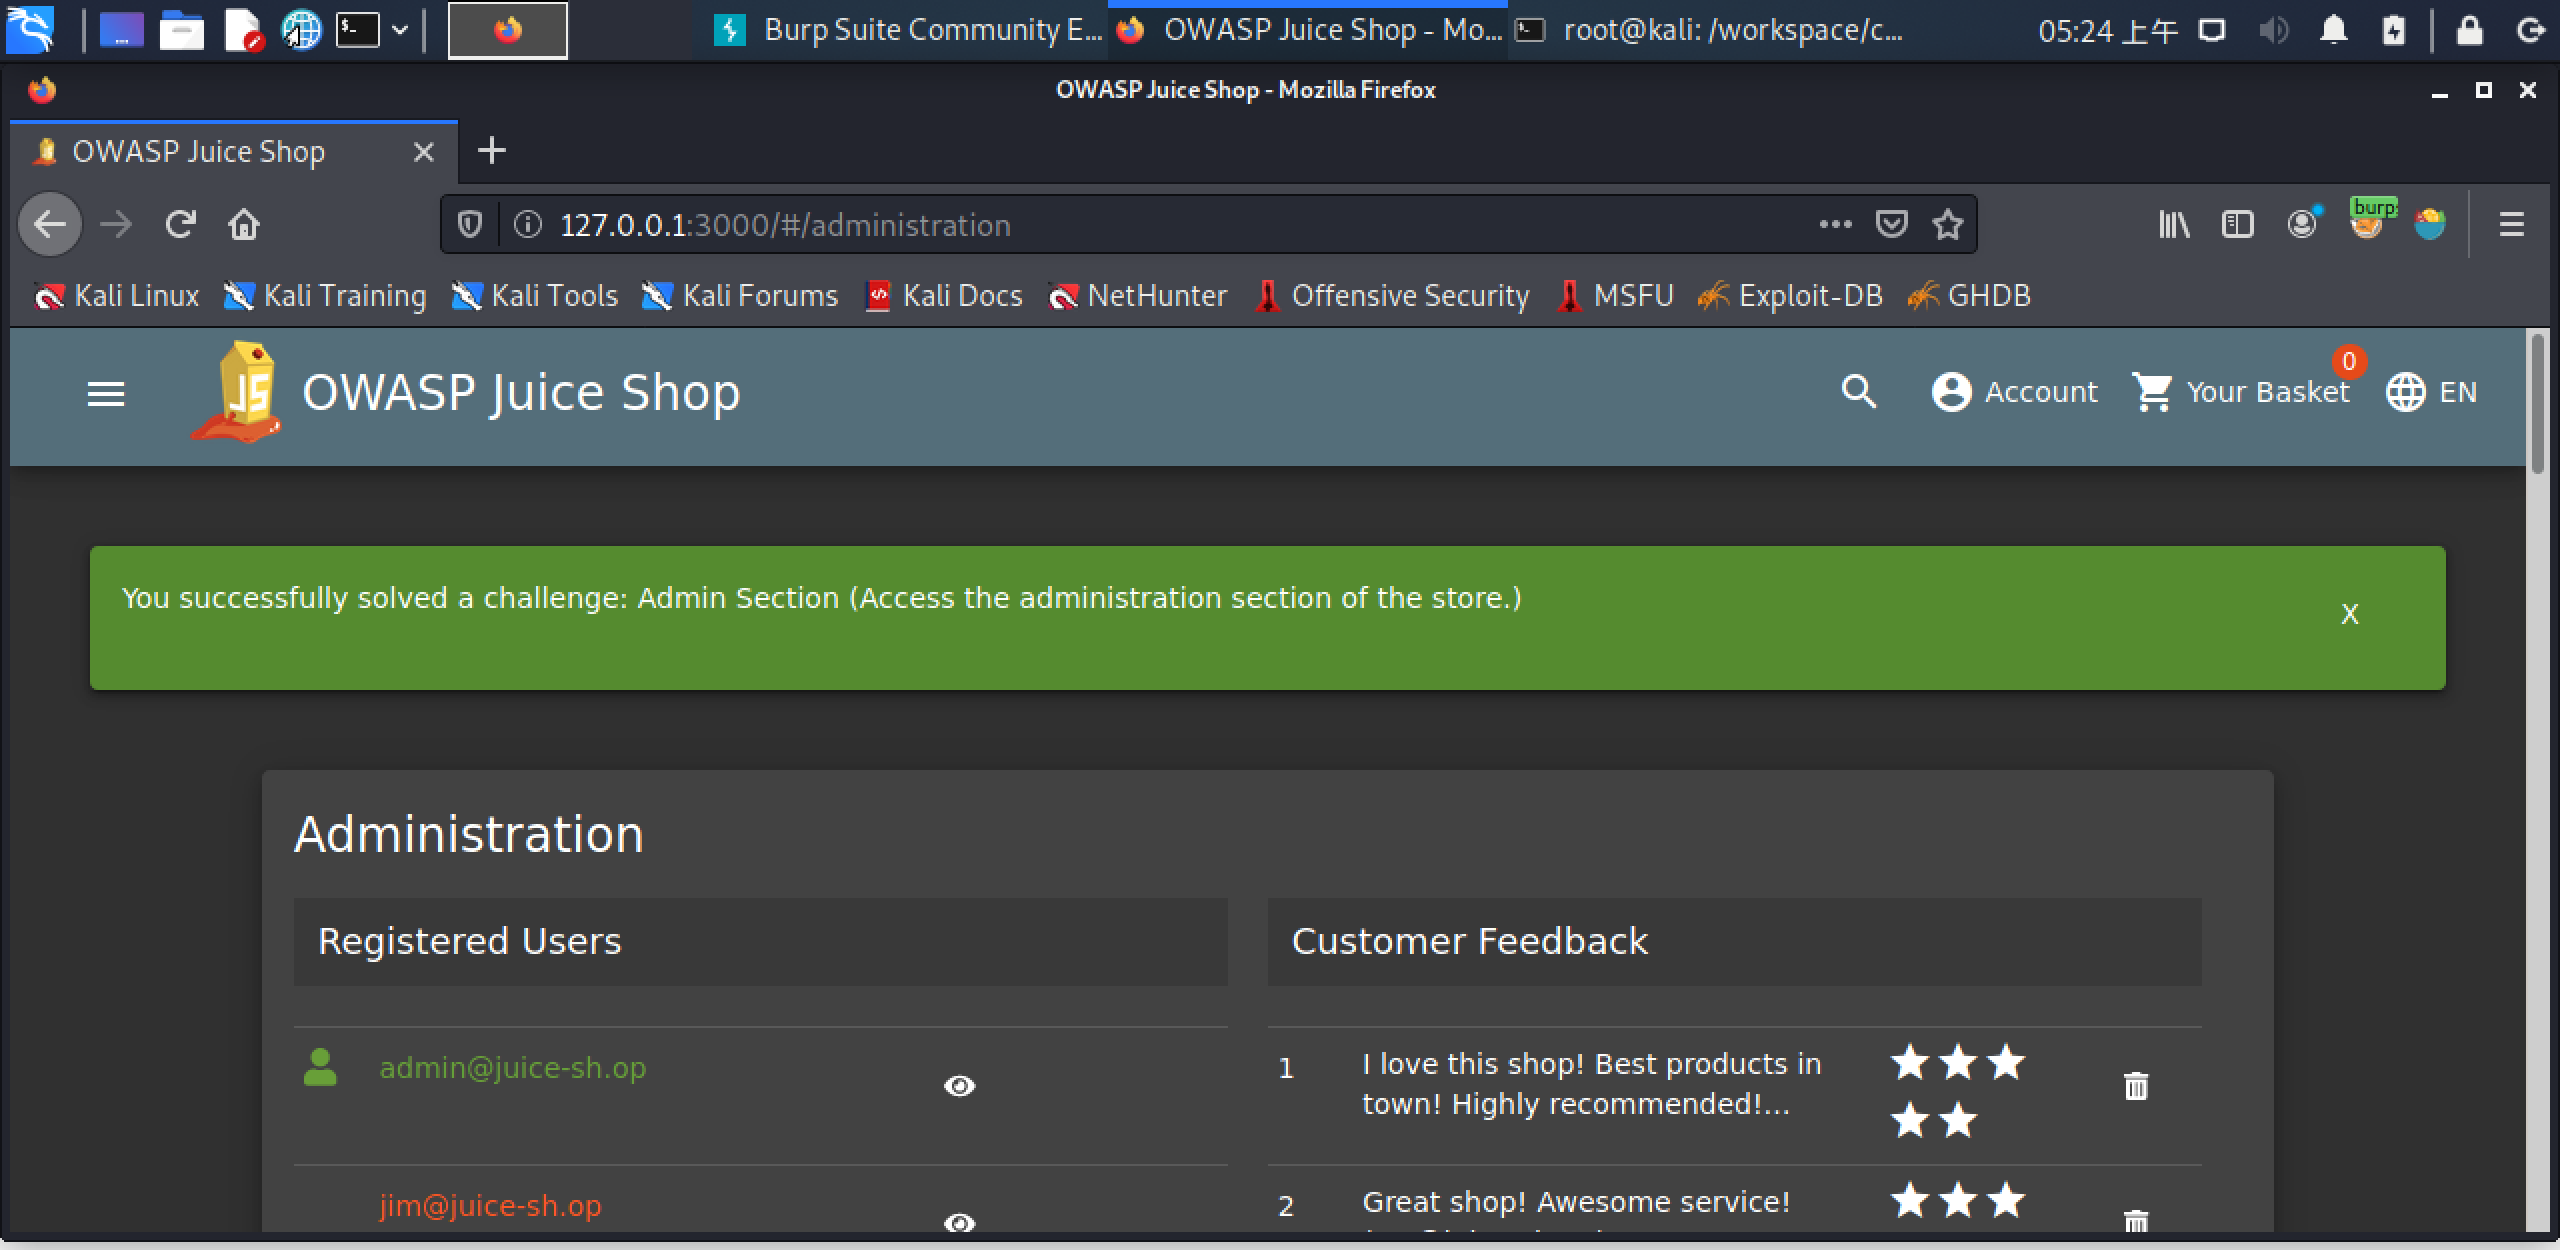 Burp Suite Community E...
OWASP Juice Shop - Mo...
root@kali: /workspace/c...
05:24 上午
OWASP Juice Shop - Mozilla Firefox
OWASP Juice Shop
127.0.0.1:3000/#/administration
burp
Kali Linux
Kali Training
Kali Tools
Kali Forums
Kali Docs
NetHunter
Offensive Security
MSFU
Exploit-DB
GHDB
JS
OWASP Juice Shop
Account
Your Basket
0
EN
You successfully solved a challenge: Admin Section (Access the administration section of the store.)
X
Administration
Registered Users
Customer Feedback
admin@juice-sh.op
1
I love this shop! Best products in
town! Highly recommended!...
jim@juice-sh.op
2
Great shop! Awesome service!